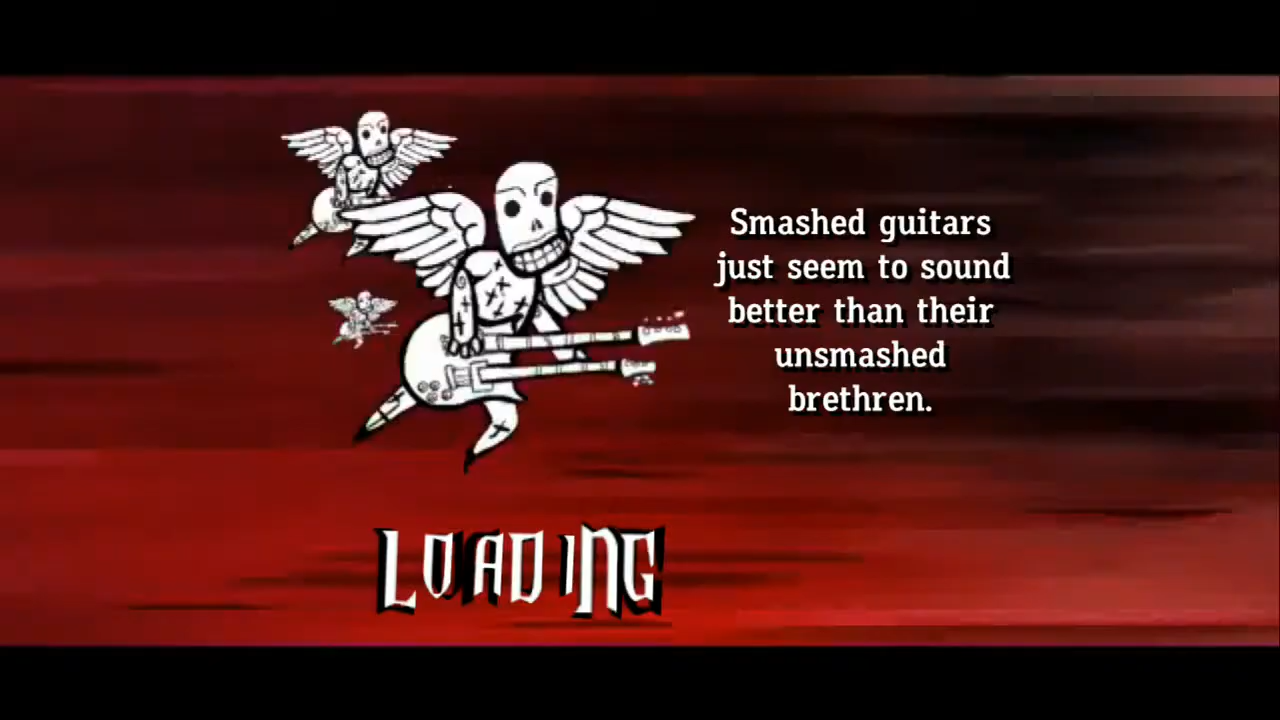 Smashed guitars
just seem to sound
better than their
unsmashed
brethren.
LOADING